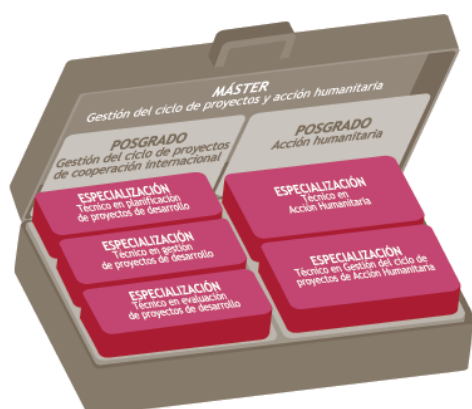 MÁSTER
Gestión del ciclo de proyectos y acción humanitaria
POSGRADO
Gestión del ciclo de proyectos
de cooperación internacional
POSGRADO
Acción humanitaria
ESPECIALIZACIÓN
Técnico en planificación
de proyectos de desarrollo
ESPECIALIZACIÓN
Técnico en gestión
de proyectos de desarrollo
ESPECIALIZACIÓN
Técnico en evaluación
de proyectos de desarrollo
ESPECIALIZACIÓN
Técnico en
Acción Humanitaria
ESPECIALIZACIÓN
Técnico en Gestión del ciclo de
proyectos de Acción Humanitaria